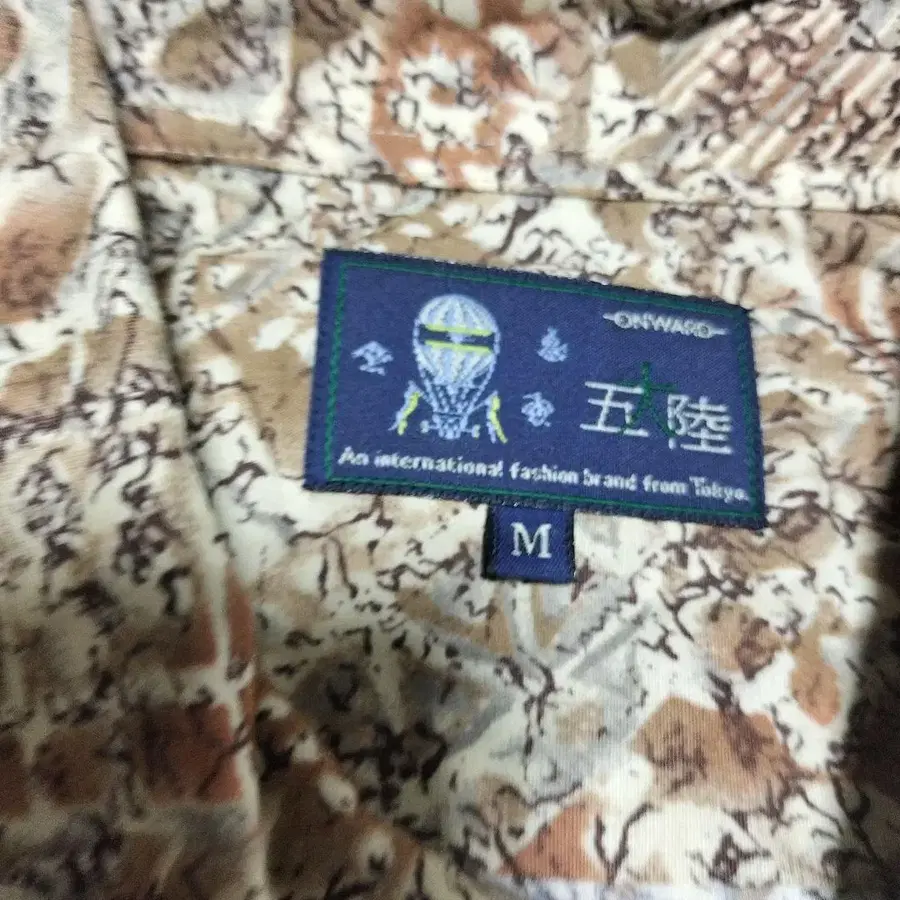 ONWARD
五大陸
An international fashion brand from Tokyo.
M